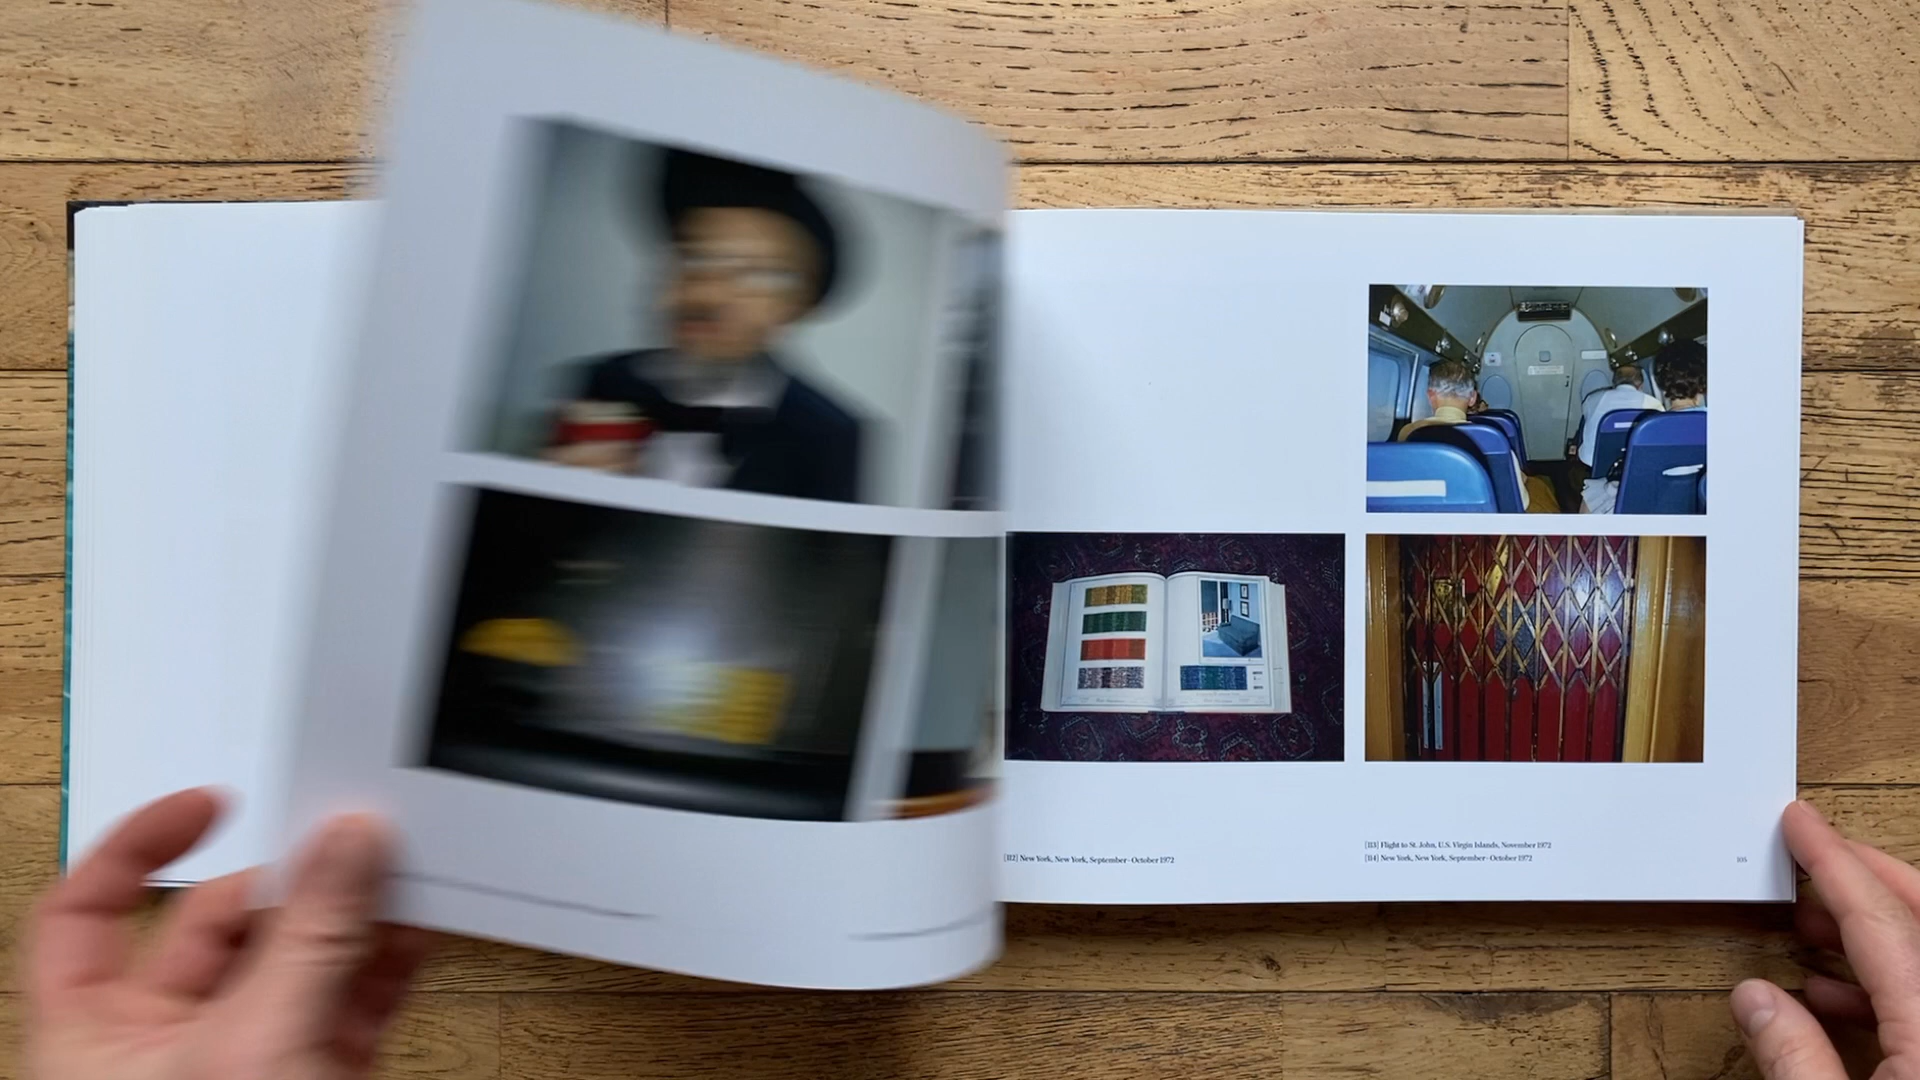 [112] New York, New York, September–October 1972
[113] Flight to St. John, U.S. Virgin Islands, November 1972
[114] New York, New York, September–October 1972
105